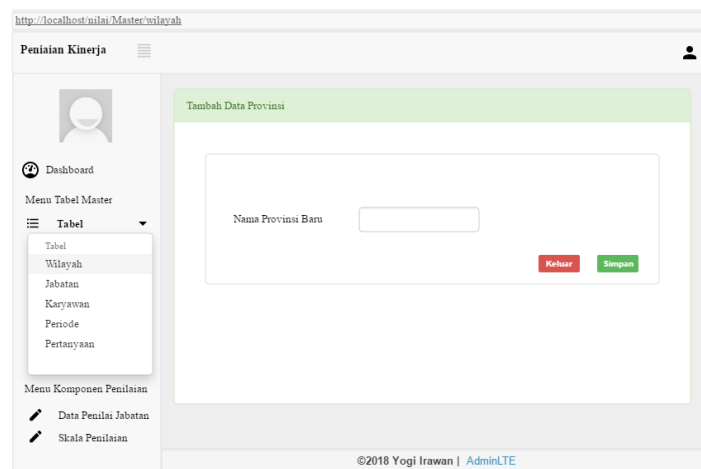 http://localhost/nilai/Master/wilayah
Peniaian Kinerja
Tambah Data Provinsi
Dashboard
Menu Tabel Master
Tabel
Tabel
Wilayah
Jabatan
Karyawan
Periode
Pertanyaan
Nama Provinsi Baru
Keluar
Simpan
Menu Komponen Penilaian
Data Penilai Jabatan
Skala Penilaian
©2018 Yogi Irawan | AdminLTE